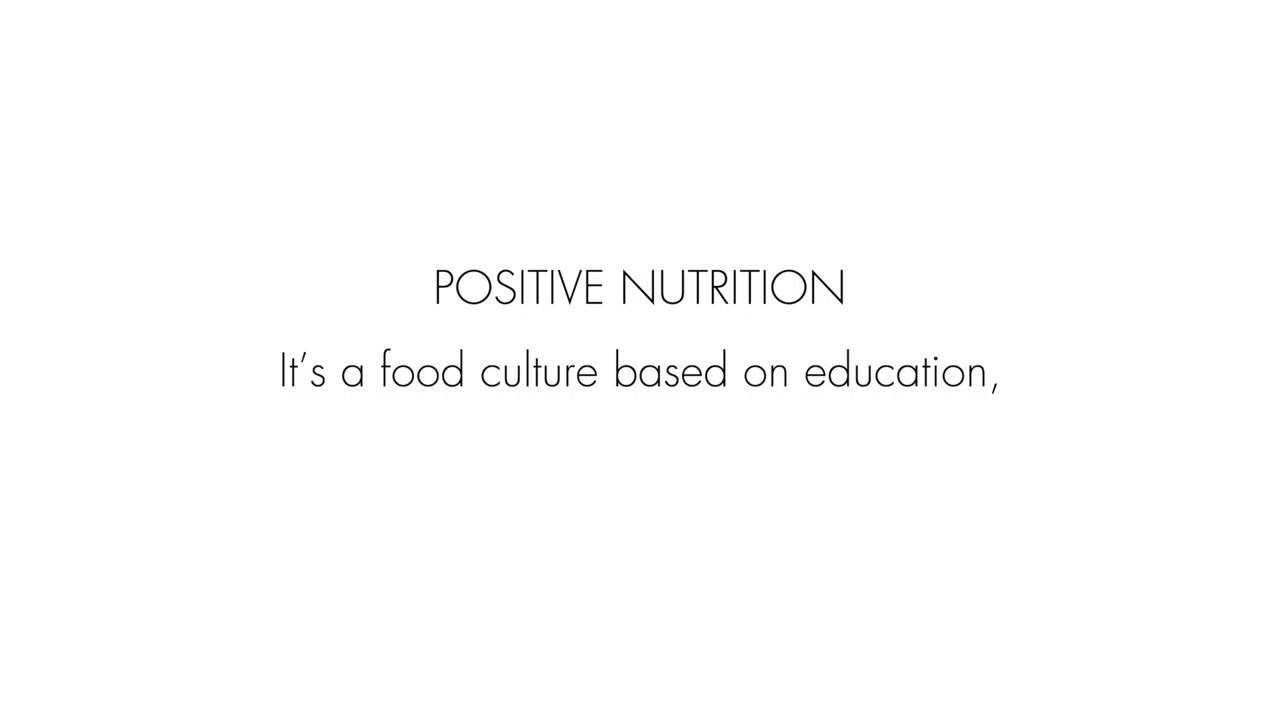 POSITIVE NUTRITION
It’s a food culture based on education,